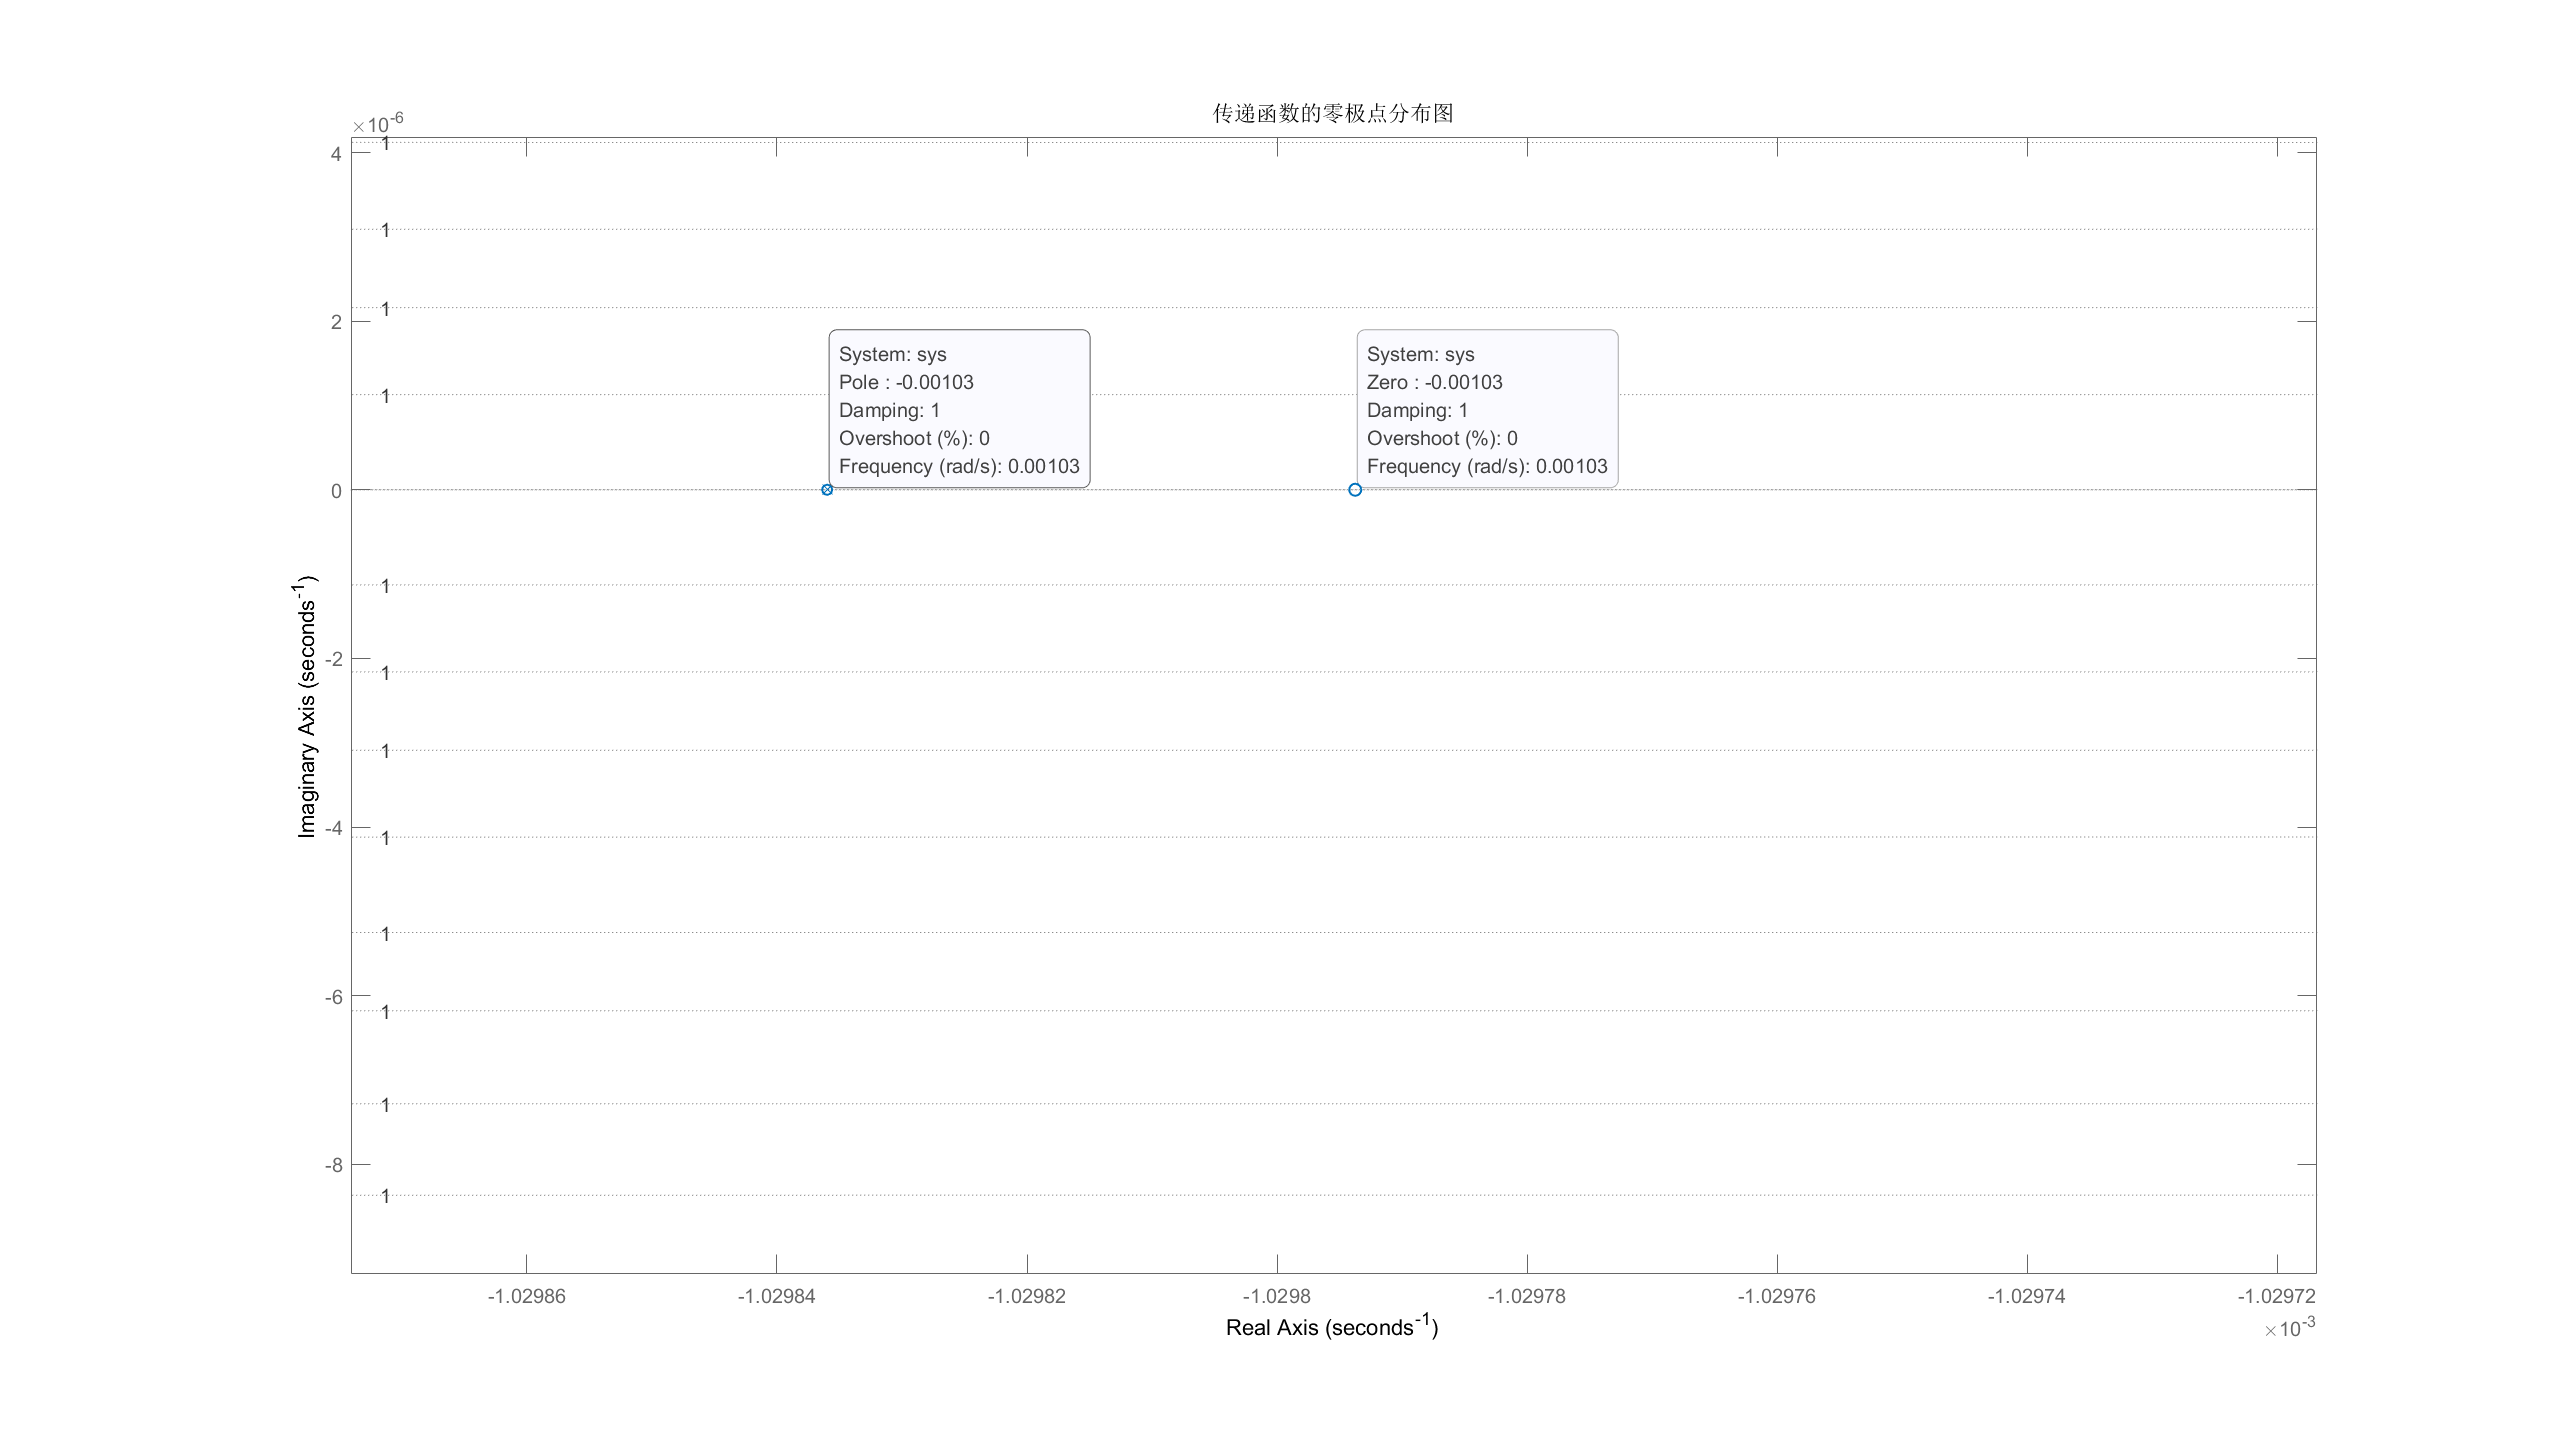 传递函数的零极点分布图
×10-6
1
4
1
1
2
System: sys
Pole : -0.00103
Damping: 1
Overshoot (%): 0
Frequency (rad/s): 0.00103
System: sys
Zero : -0.00103
Damping: 1
Overshoot (%): 0
Frequency (rad/s): 0.00103
1
0
1
-2
1
1
-4
1
1
-6
1
1
-8
1
Imaginary Axis (seconds-1)
-1.02986
-1.02984
-1.02982
-1.0298
-1.02978
-1.02976
-1.02974
-1.02972
Real Axis (seconds-1)
×10-3